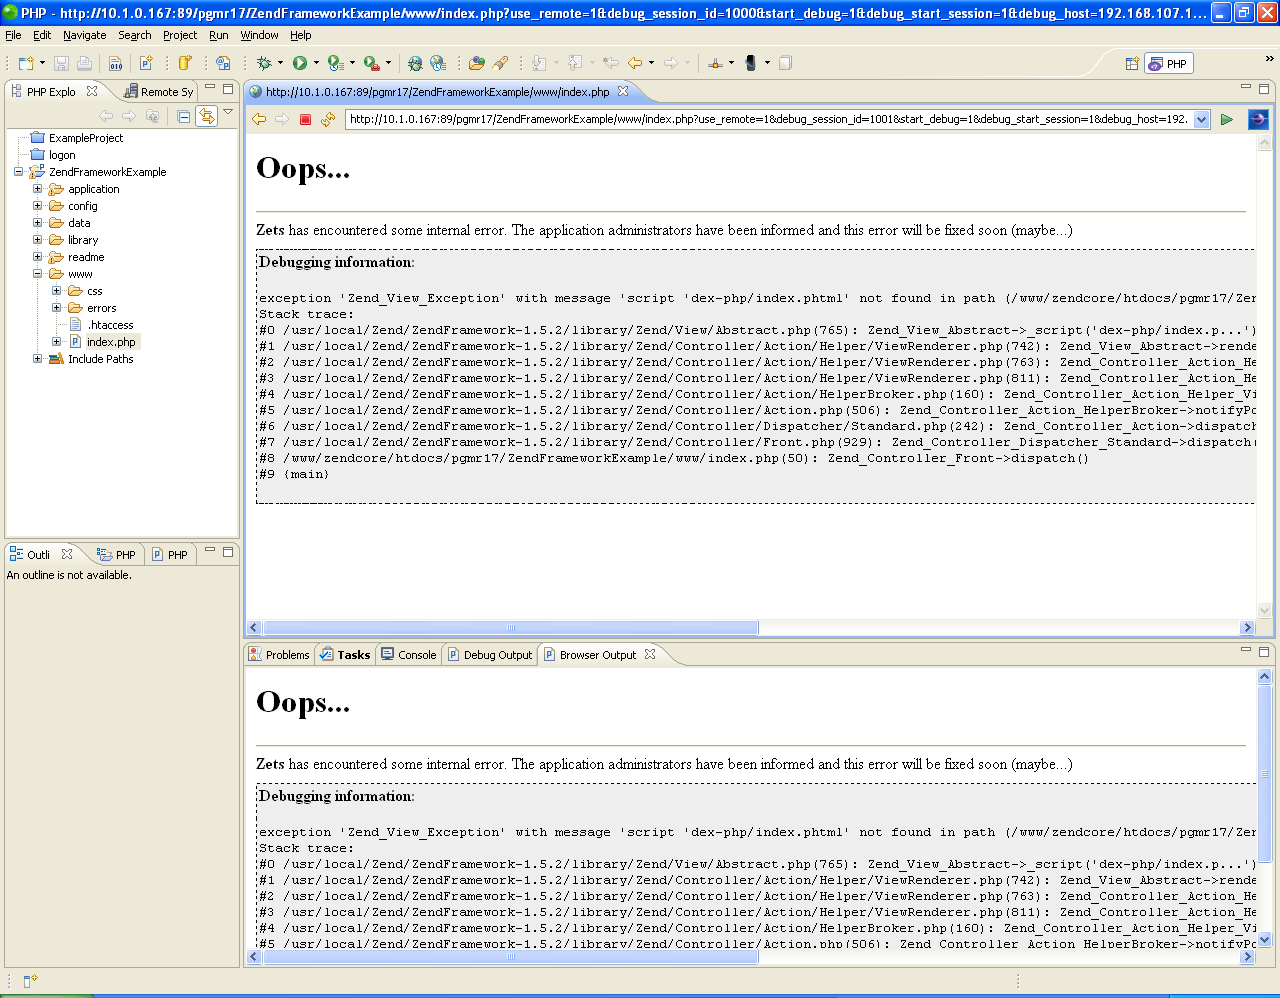 PHP - http://10.1.0.167:89/pgmr17/ZendFrameworkExample/www/index.php?use_remote=1&debug_session_id=1000&start_debug=1&debug_start_session=1&debug_host=192.168.107.1...
File Edit Navigate Search Project Run Window Help
PHP
PHP Explo
Remote Sy
ExampleProject
logon
ZendFrameworkExample
application
config
data
library
readme
www
css
errors
.htaccess
index.php
Include Paths
Outli
PHP
PHP
An outline is not available.
http://10.1.0.167:89/pgmr17/ZendFrameworkExample/www/index.php
http://10.1.0.167:89/pgmr17/ZendFrameworkExample/www/index.php?use_remote=1&debug_session_id=1001&start_debug=1&debug_start_session=1&debug_host=192.
Oops...
Zets has encountered some internal error. The application administrators have been informed and this error will be fixed soon (maybe...)
Debugging information:
exception 'Zend_View_Exception' with message 'script 'dex-php/index.phtml' not found in path (/www/zendcore/htdocs/pgmr17/Zen
Stack trace:
#0 /usr/local/Zend/ZendFramework-1.5.2/library/Zend/View/Abstract.php(765): Zend_View_Abstract->_script('dex-php/index.p...')
#1 /usr/local/Zend/ZendFramework-1.5.2/library/Zend/Controller/Action/Helper/ViewRenderer.php(742): Zend_View_Abstract->rende
#2 /usr/local/Zend/ZendFramework-1.5.2/library/Zend/Controller/Action/Helper/ViewRenderer.php(763): Zend_Controller_Action_He
#3 /usr/local/Zend/ZendFramework-1.5.2/library/Zend/Controller/Action/Helper/ViewRenderer.php(811): Zend_Controller_Action_He
#4 /usr/local/Zend/ZendFramework-1.5.2/library/Zend/Controller/Action/HelperBroker.php(160): Zend_Controller_Action_Helper_Vi
#5 /usr/local/Zend/ZendFramework-1.5.2/library/Zend/Controller/Action.php(506): Zend_Controller_Action_HelperBroker->notifyPo
#6 /usr/local/Zend/ZendFramework-1.5.2/library/Zend/Controller/Dispatcher/Standard.php(242): Zend_Controller_Action->dispatch
#7 /usr/local/Zend/ZendFramework-1.5.2/library/Zend/Controller/Front.php(929): Zend_Controller_Dispatcher_Standard->dispatch(
#8 /www/zendcore/htdocs/pgmr17/ZendFrameworkExample/www/index.php(50): Zend_Controller_Front->dispatch()
#9 {main}
Problems Tasks Console Debug Output Browser Output
Oops...
Zets has encountered some internal error. The application administrators have been informed and this error will be fixed soon (maybe...)
Debugging information:
exception 'Zend_View_Exception' with message 'script 'dex-php/index.phtml' not found in path (/www/zendcore/htdocs/pgmr17/Zen
Stack trace:
#0 /usr/local/Zend/ZendFramework-1.5.2/library/Zend/View/Abstract.php(765): Zend_View_Abstract->_script('dex-php/index.p...')
#1 /usr/local/Zend/ZendFramework-1.5.2/library/Zend/Controller/Action/Helper/ViewRenderer.php(742): Zend_View_Abstract->rende
#2 /usr/local/Zend/ZendFramework-1.5.2/library/Zend/Controller/Action/Helper/ViewRenderer.php(763): Zend_Controller_Action_He
#3 /usr/local/Zend/ZendFramework-1.5.2/library/Zend/Controller/Action/Helper/ViewRenderer.php(811): Zend_Controller_Action_He
#4 /usr/local/Zend/ZendFramework-1.5.2/library/Zend/Controller/Action/HelperBroker.php(160): Zend_Controller_Action_Helper_Vi
#5 /usr/local/Zend/ZendFramework-1.5.2/library/Zend/Controller/Action.php(506): Zend_Controller_Action_HelperBroker->notifyPo